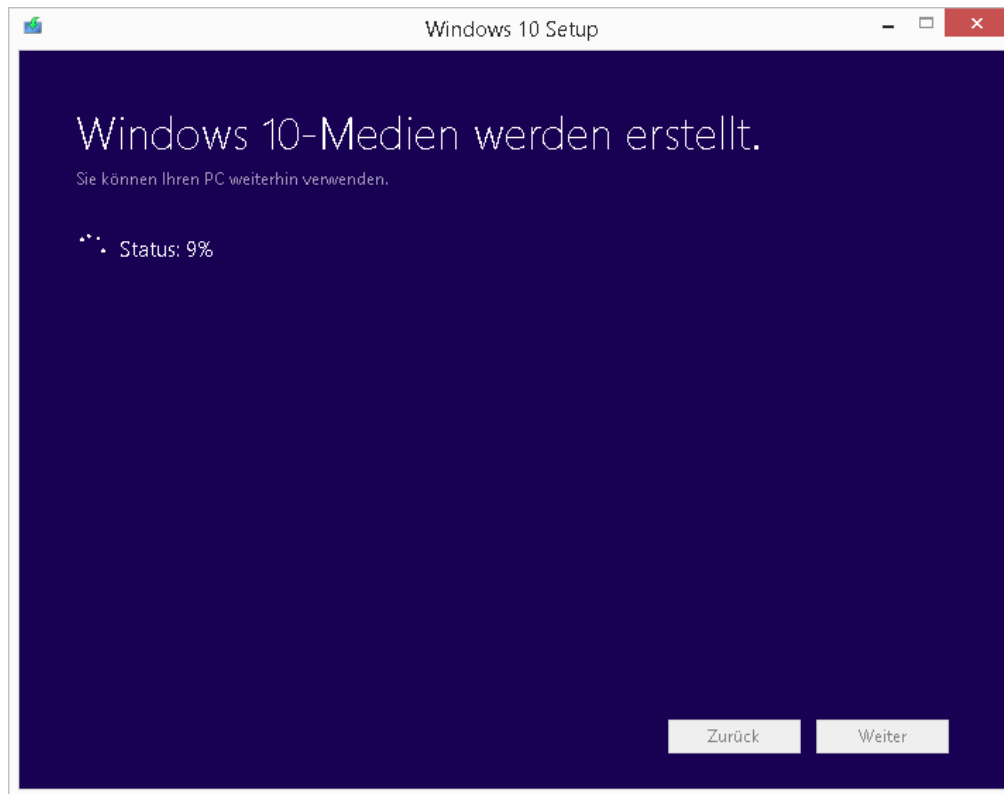 Windows 10 Setup
Windows 10-Medien werden erstellt.
Sie können Ihren PC weiterhin verwenden.
Status: 9%
Zurück
Weiter